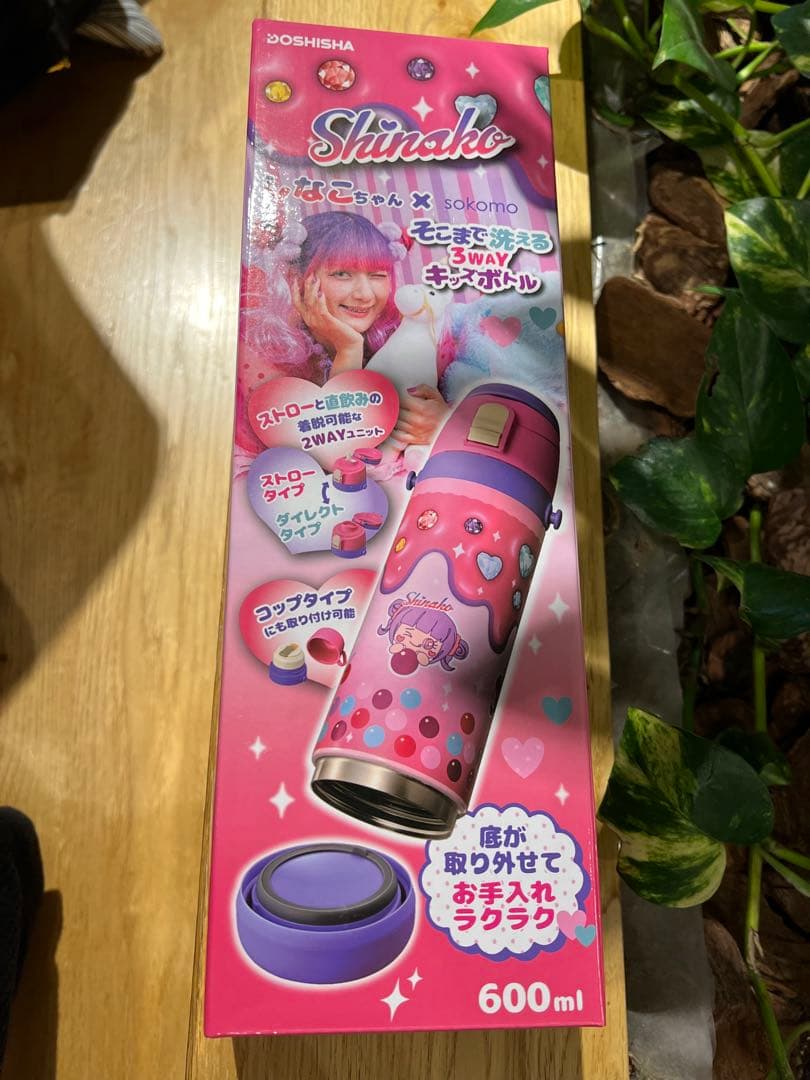 DOSHISHA
Shinako
しなこちゃん × sokomo
そこまで洗える
3WAY
キッズボトル
ストローと直飲みの
着脱可能な
2WAYユニット
ストロー
タイプ
ダイレクト
タイプ
コップタイプ
にも取り付け可能
Shinako
底が
取り外せて
お手入れ
ラクラク
600ml